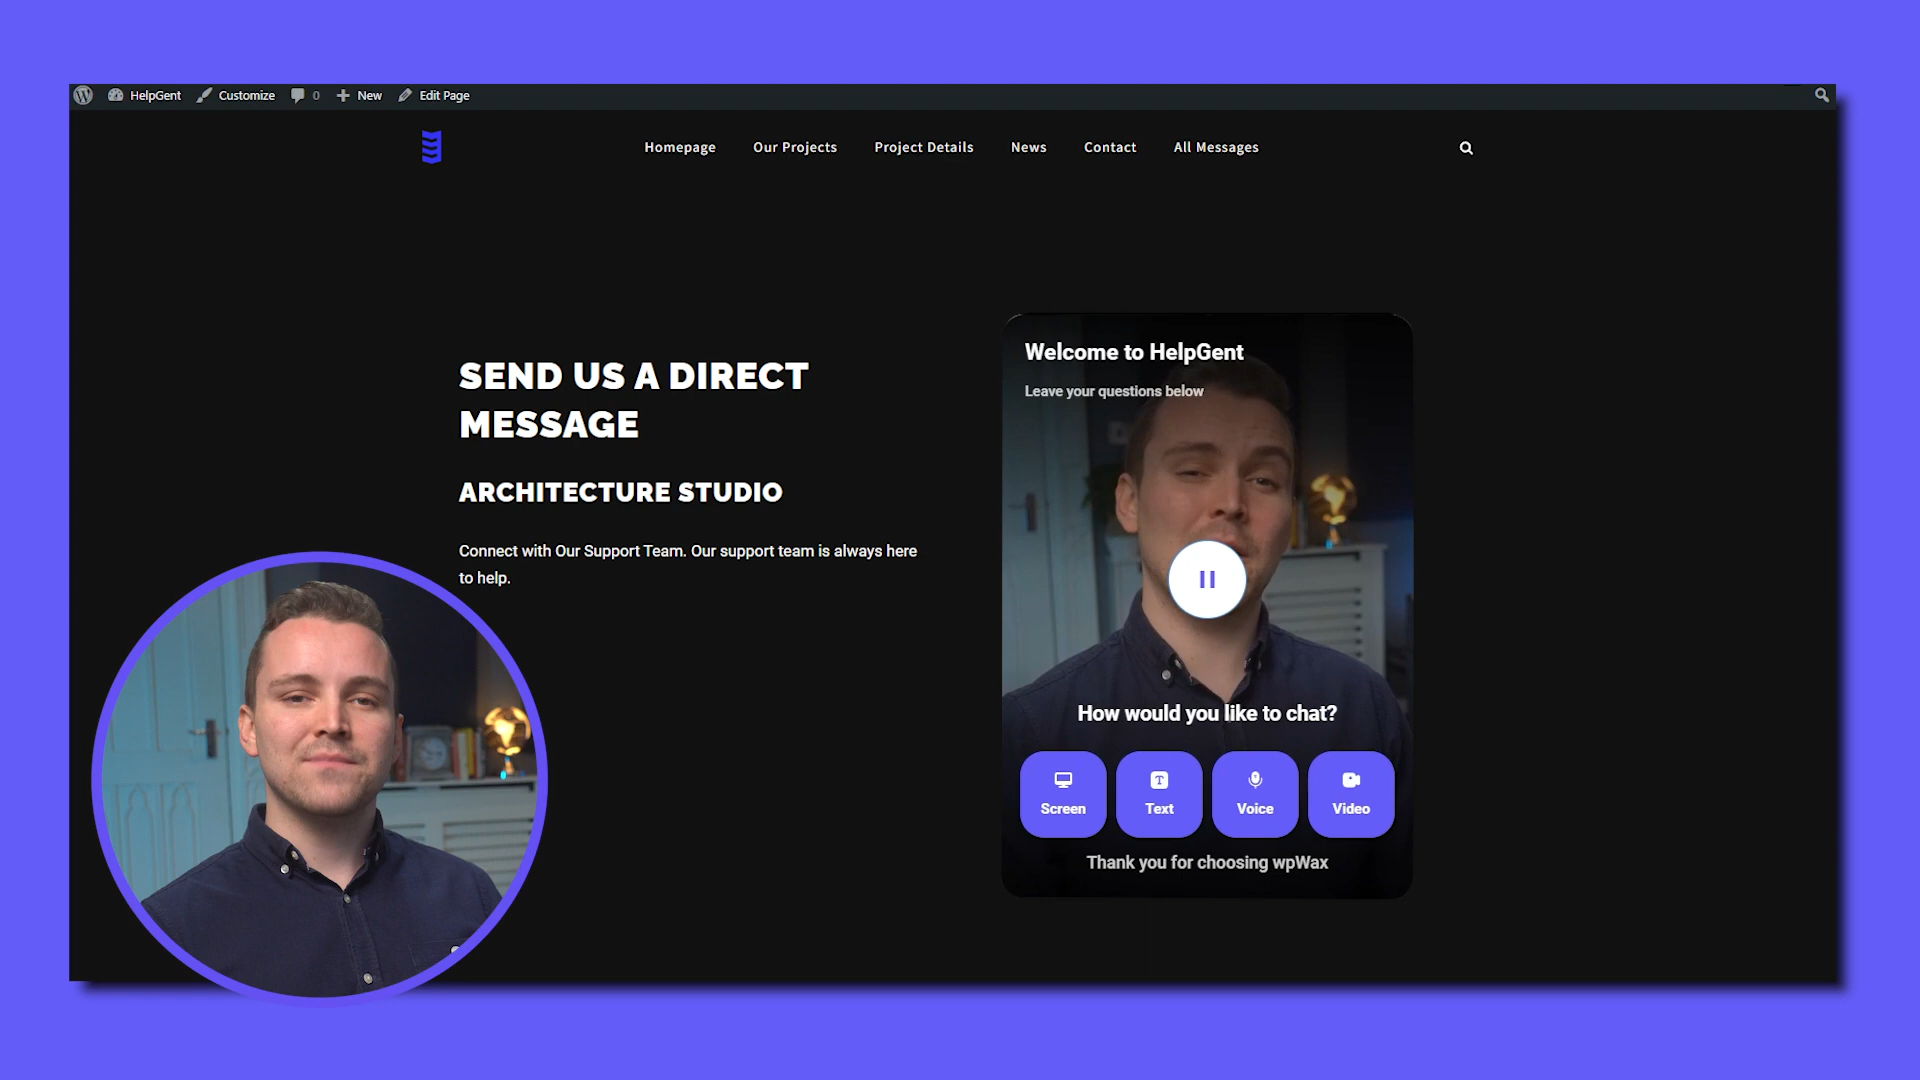 HelpGent Customize 0 New Edit Page
Homepage Our Projects Project Details News Contact All Messages
SEND US A DIRECT
MESSAGE
ARCHITECTURE STUDIO
Connect with Our Support Team. Our support team is always here
to help.
Welcome to HelpGent
Leave your questions below
How would you like to chat?
Screen Text Voice Video
Thank you for choosing wpWax